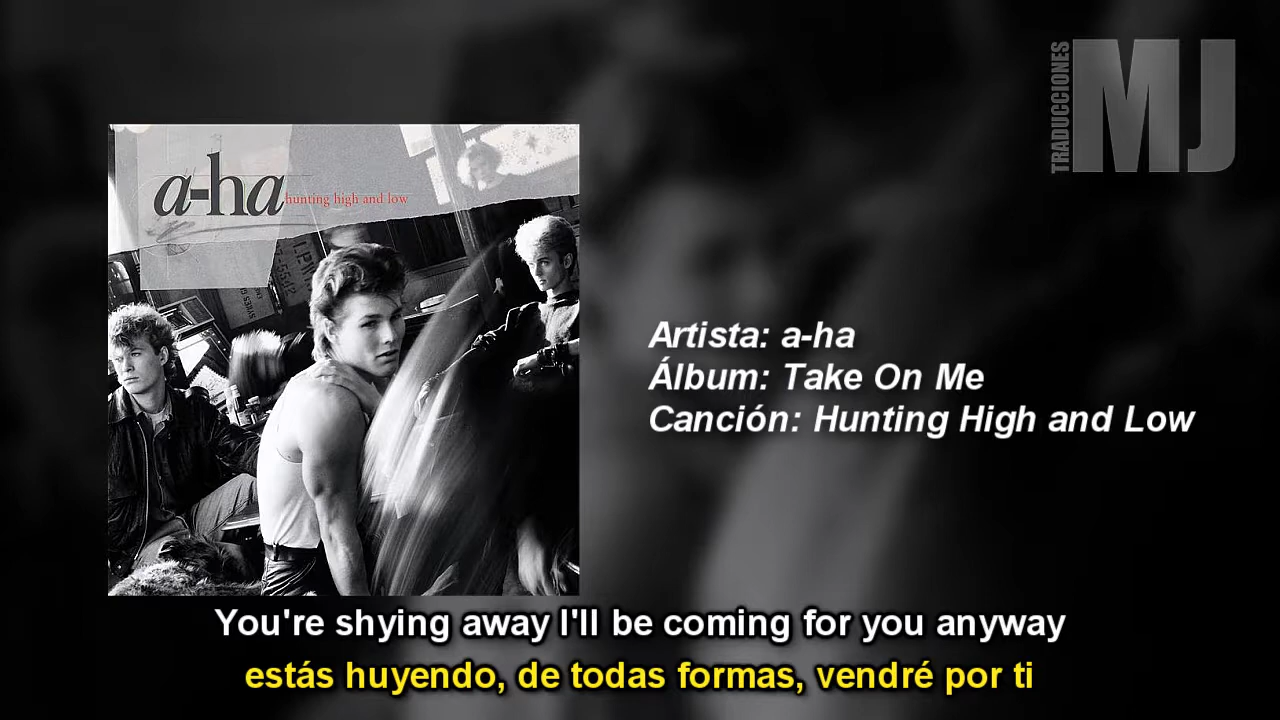 TRADUCCIONES
MJ
a-ha
hunting high and low
Artista: a-ha
Álbum: Take On Me
Canción: Hunting High and Low
You're shying away I'll be coming for you anyway
estás huyendo, de todas formas, vendré por ti